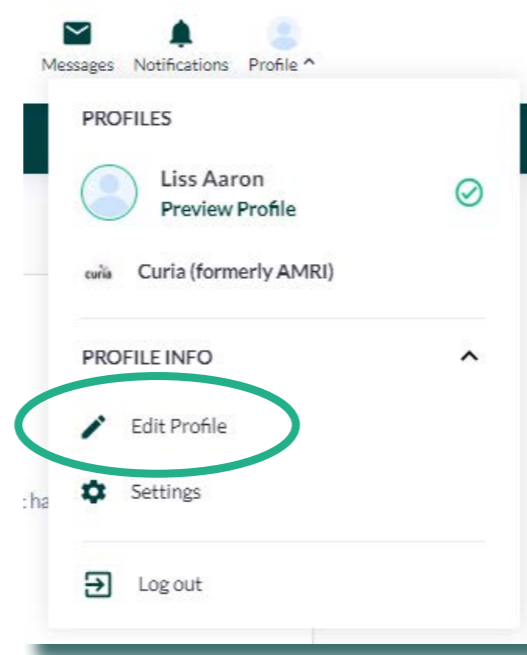 Messages Notifications Profile
PROFILES
Liss Aaron
Preview Profile
curia Curia (formerly AMRI)
PROFILE INFO
Edit Profile
: ha
Settings
Log out